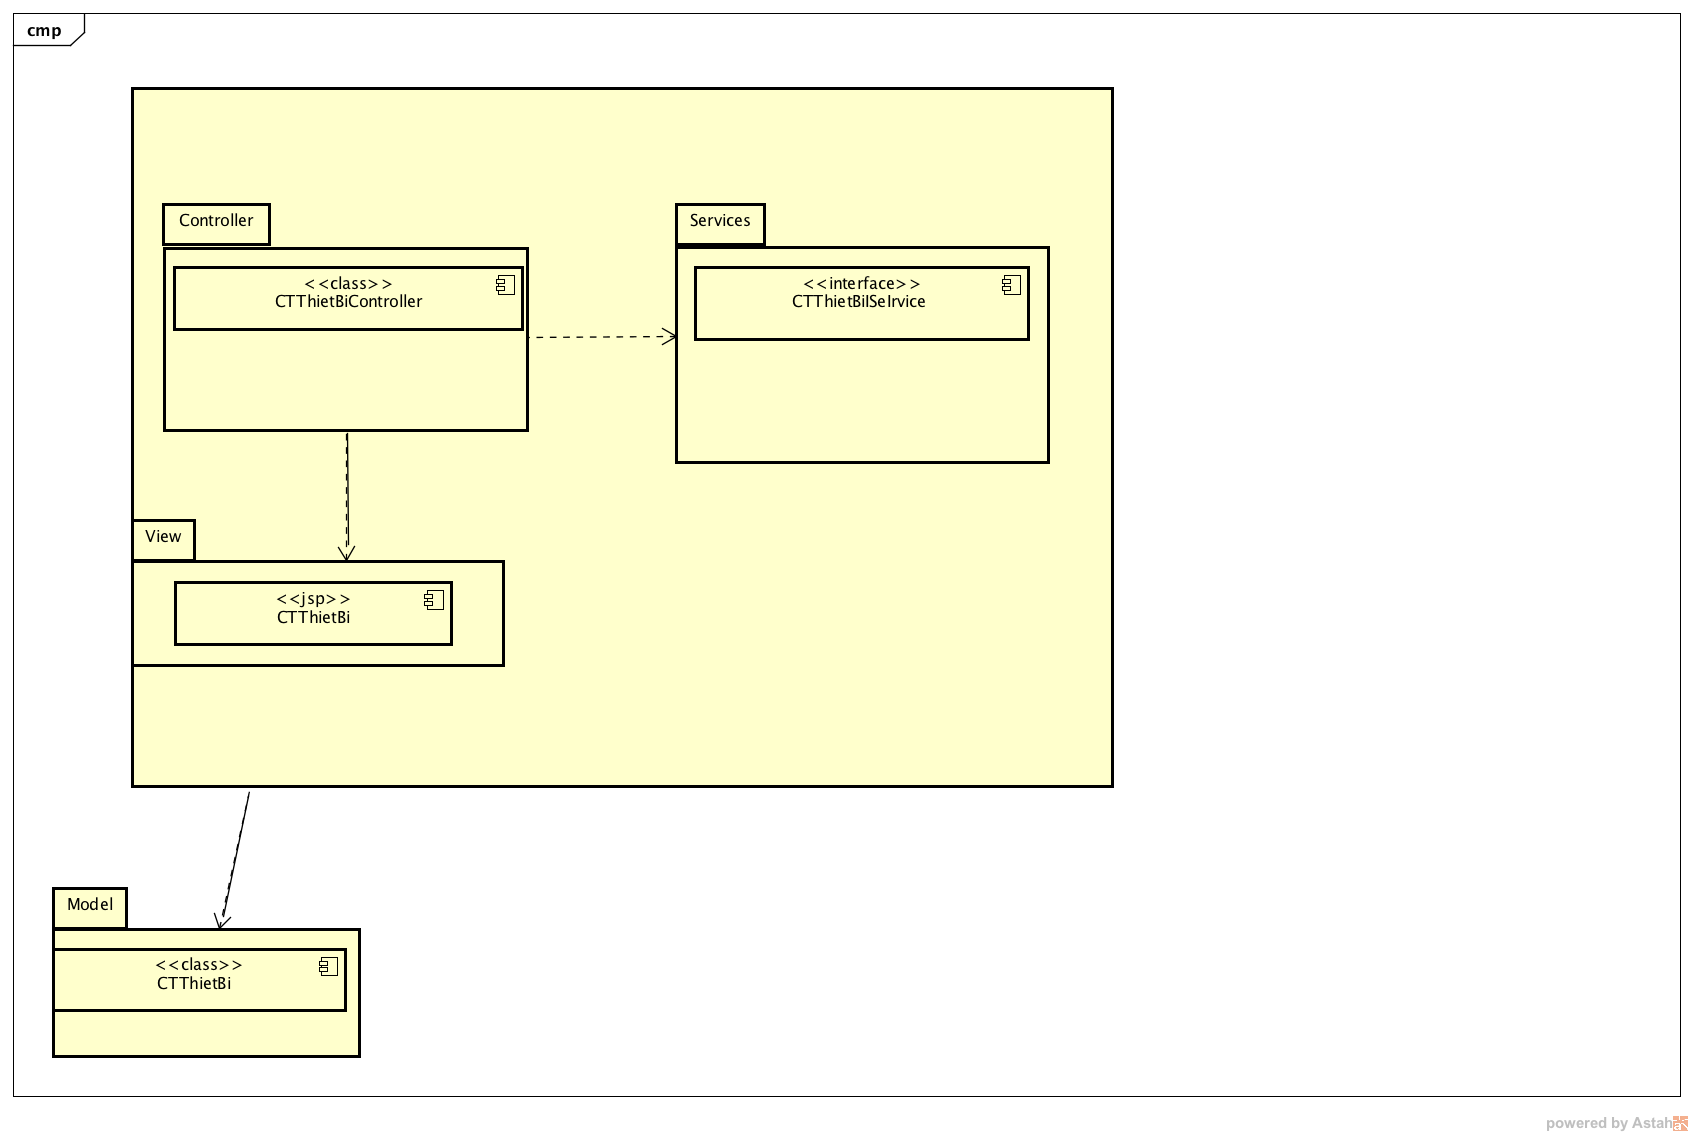 cmp
Controller
<<class>>
CTThietBiController
Services
<<interface>>
CTThietBiISeIrvice
View
<<jsp>>
CTThietBi
Model
<<class>>
CTThietBi
powered by Astah